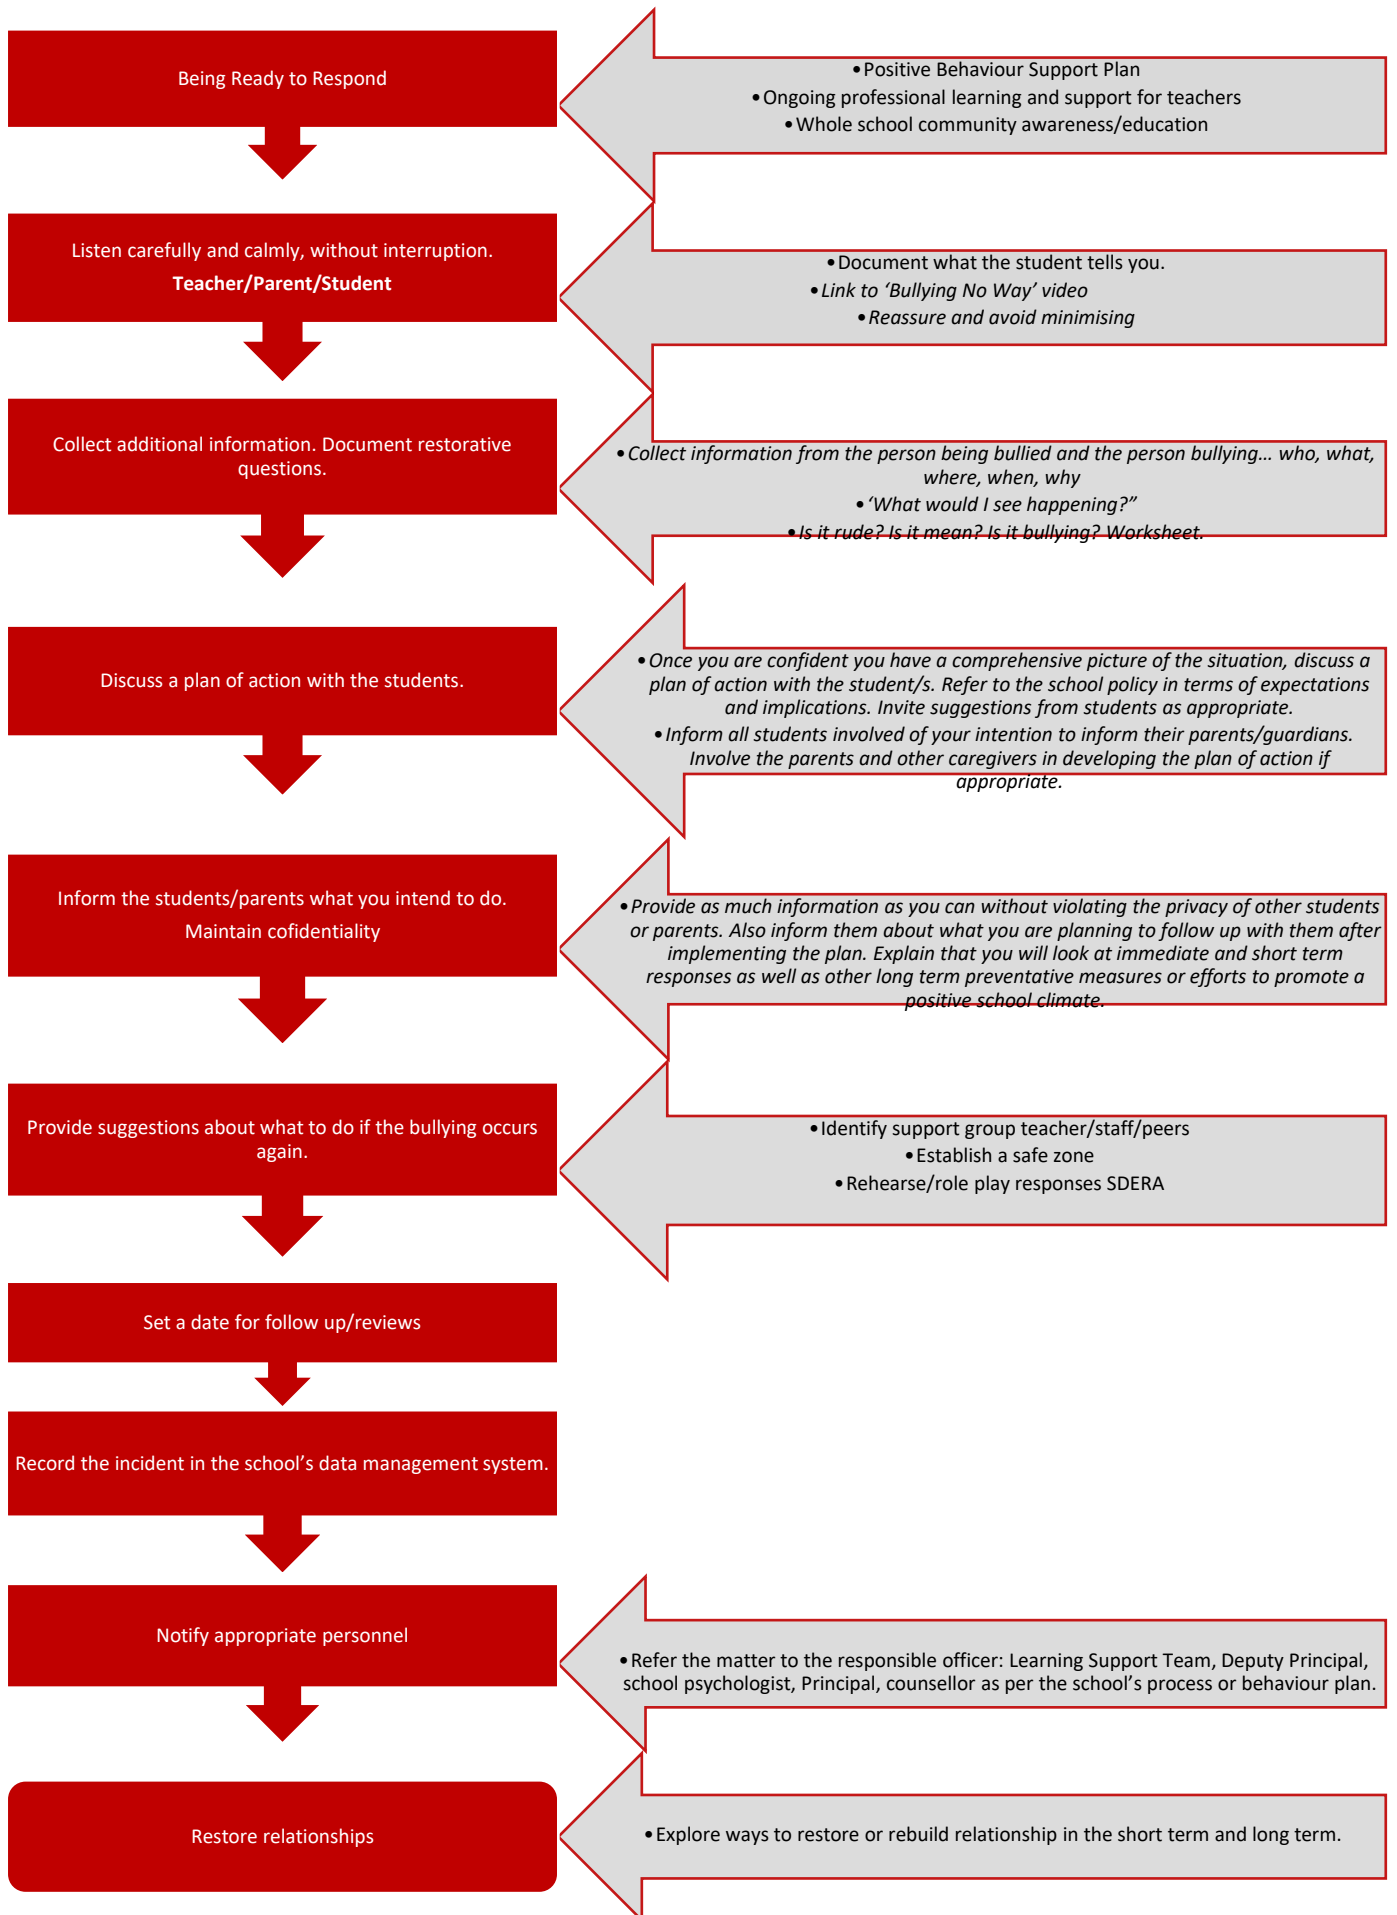 Being Ready to Respond
•Positive Behaviour Support Plan
•Ongoing professional learning and support for teachers
•Whole school community awareness/education
Listen carefully and calmly, without interruption.
Teacher/Parent/Student
•Document what the student tells you.
•Link to ‘Bullying No Way’ video
•Reassure and avoid minimising
Collect additional information. Document restorative
questions.
•Collect information from the person being bullied and the person bullying… who, what,
where, when, why
•‘What would I see happening?”
•Is it rude? Is it mean? Is it bullying? Worksheet.
Discuss a plan of action with the students.
•Once you are confident you have a comprehensive picture of the situation, discuss a
plan of action with the student/s. Refer to the school policy in terms of expectations
and implications. Invite suggestions from students as appropriate.
•Inform all students involved of your intention to inform their parents/guardians.
Involve the parents and other caregivers in developing the plan of action if
appropriate.
Inform the students/parents what you intend to do.
Maintain cofidentiality
•Provide as much information as you can without violating the privacy of other students
or parents. Also inform them about what you are planning to follow up with them after
implementing the plan. Explain that you will look at immediate and short term
responses as well as other long term preventative measures or efforts to promote a
positive school climate.
Provide suggestions about what to do if the bullying occurs
again.
•Identify support group teacher/staff/peers
•Establish a safe zone
•Rehearse/role play responses SDERA
Set a date for follow up/reviews
Record the incident in the school’s data management system.
Notify appropriate personnel
•Refer the matter to the responsible officer: Learning Support Team, Deputy Principal,
school psychologist, Principal, counsellor as per the school’s process or behaviour plan.
Restore relationships
•Explore ways to restore or rebuild relationship in the short term and long term.